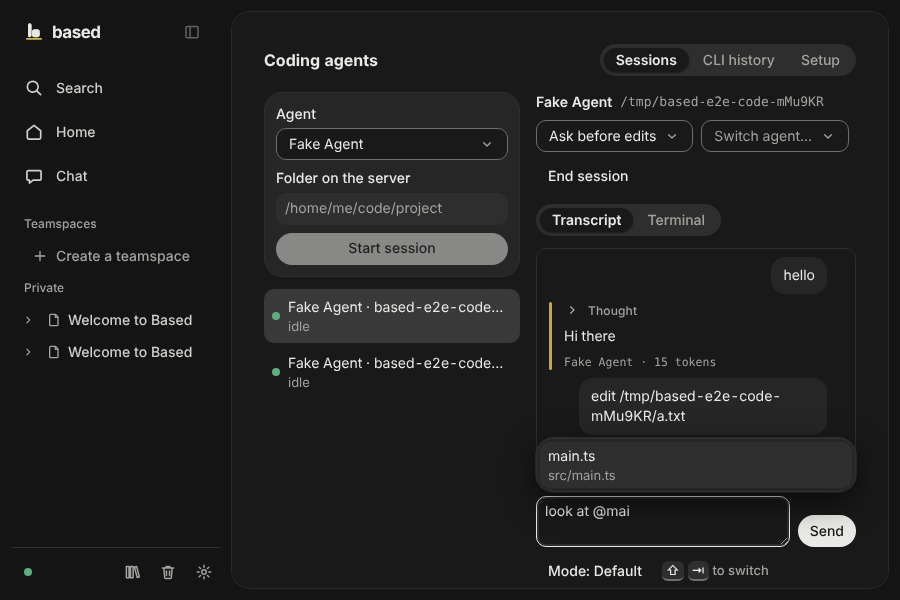 based
Search
Home
Chat
Teamspaces
Create a teamspace
Private
Welcome to Based
Welcome to Based
Coding agents
Sessions
CLI history
Setup
Agent
Fake Agent
Folder on the server
/home/me/code/project
Start session
Fake Agent · based-e2e-code...
idle
Fake Agent · based-e2e-code...
idle
Fake Agent /tmp/based-e2e-code-mMu9KR
Ask before edits
Switch agent...
End session
Transcript
Terminal
hello
Thought
Hi there
Fake Agent · 15 tokens
edit /tmp/based-e2e-code-
mMu9KR/a.txt
main.ts
src/main.ts
look at @mai
Send
Mode: Default
to switch